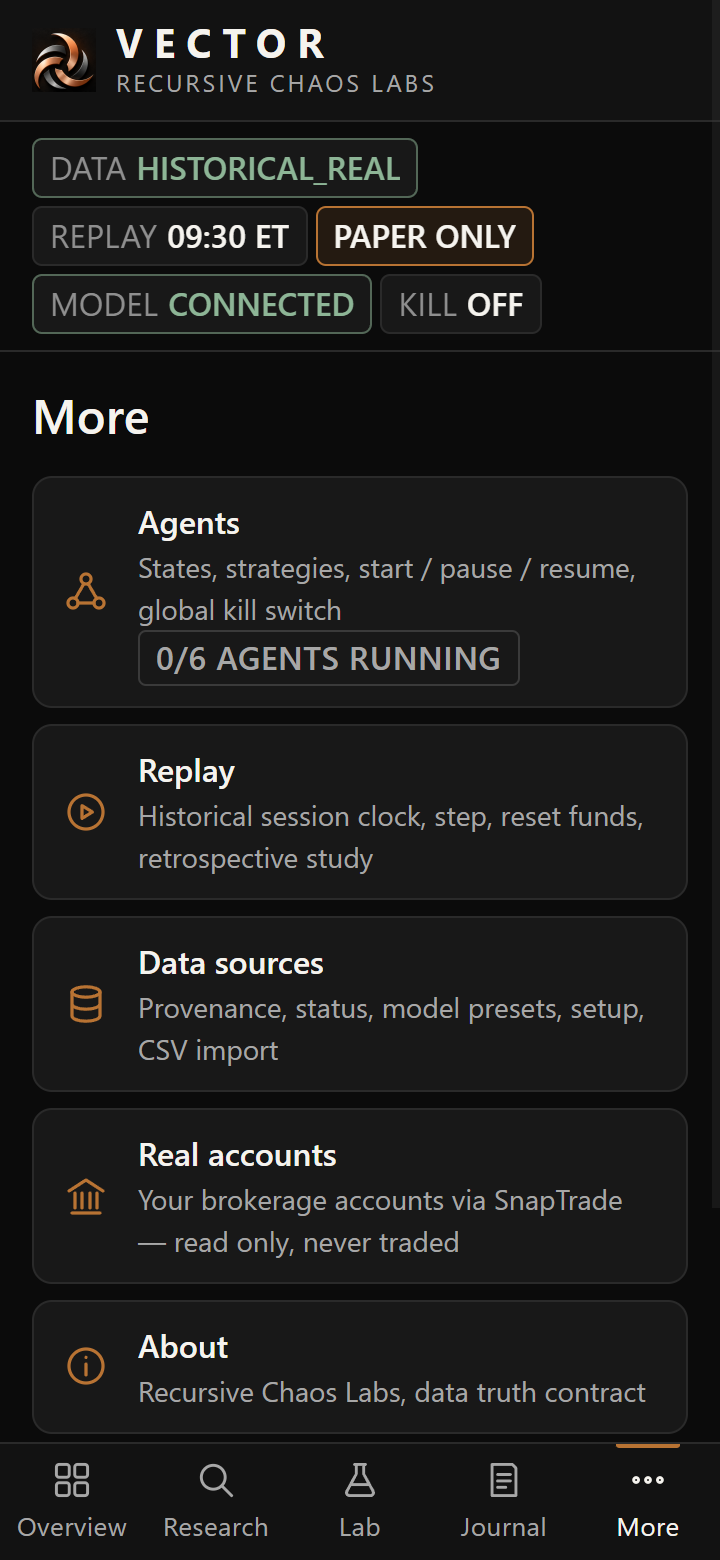 VECTOR
RECURSIVE CHAOS LABS
DATA HISTORICAL_REAL
REPLAY 09:30 ET
PAPER ONLY
MODEL CONNECTED
KILL OFF
More
Agents
States, strategies, start / pause / resume,
global kill switch
0/6 AGENTS RUNNING
Replay
Historical session clock, step, reset funds,
retrospective study
Data sources
Provenance, status, model presets, setup,
CSV import
Real accounts
Your brokerage accounts via SnapTrade
— read only, never traded
About
Recursive Chaos Labs, data truth contract
Overview
Research
Lab
Journal
More